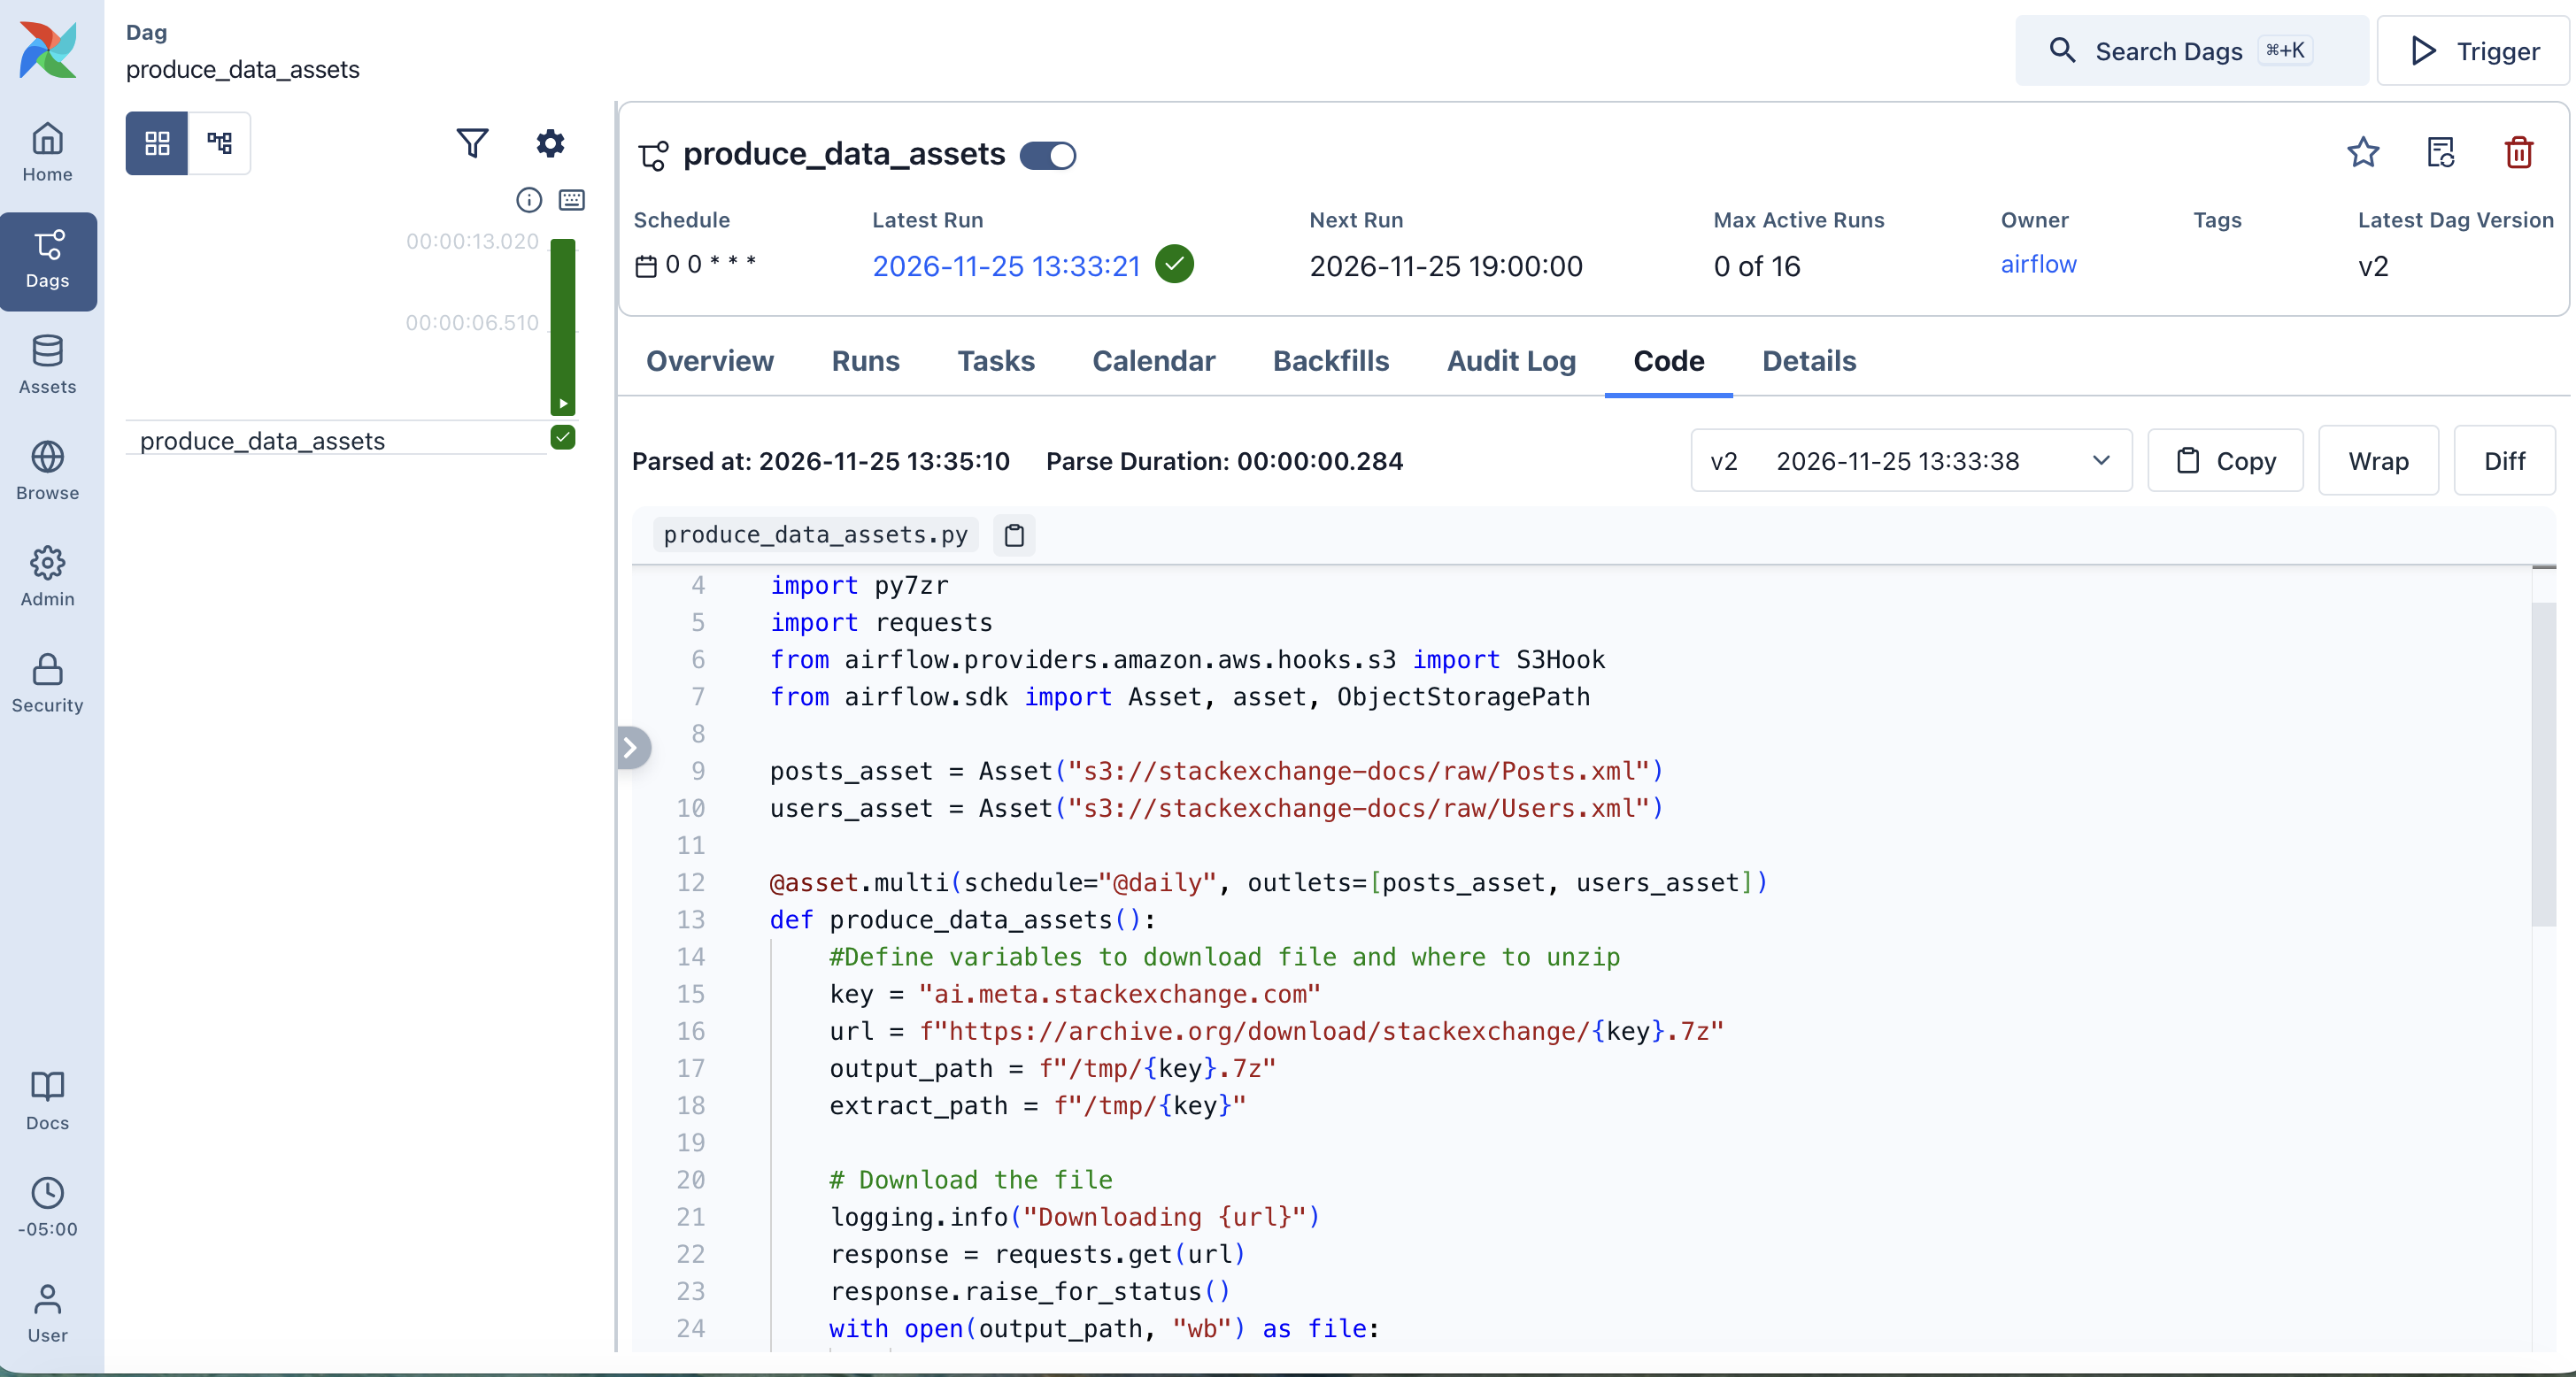 Dag
produce_data_assets
Search Dags ⌘+K
Trigger
Home
Dags
Assets
Browse
Admin
Security
Docs
-05:00
User
00:00:13.020
00:00:06.510
produce_data_assets
produce_data_assets
Schedule Latest Run Next Run Max Active Runs Owner Tags Latest Dag Version
0 0 * * * 2026-11-25 13:33:21 2026-11-25 19:00:00 0 of 16 airflow v2
Overview Runs Tasks Calendar Backfills Audit Log Code Details
Parsed at: 2026-11-25 13:35:10 Parse Duration: 00:00:00.284 v2 2026-11-25 13:33:38 Copy Wrap Diff
produce_data_assets.py
4 import py7zr
5 import requests
6 from airflow.providers.amazon.aws.hooks.s3 import S3Hook
7 from airflow.sdk import Asset, asset, ObjectStoragePath
8
9 posts_asset = Asset("s3://stackexchange-docs/raw/Posts.xml")
10 users_asset = Asset("s3://stackexchange-docs/raw/Users.xml")
11
12 @asset.multi(schedule="@daily", outlets=[posts_asset, users_asset])
13 def produce_data_assets():
14     #Define variables to download file and where to unzip
15     key = "ai.meta.stackexchange.com"
16     url = f"https://archive.org/download/stackexchange/{key}.7z"
17     output_path = f"/tmp/{key}.7z"
18     extract_path = f"/tmp/{key}"
19
20     # Download the file
21     logging.info("Downloading {url}")
22     response = requests.get(url)
23     response.raise_for_status()
24     with open(output_path, "wb") as file: